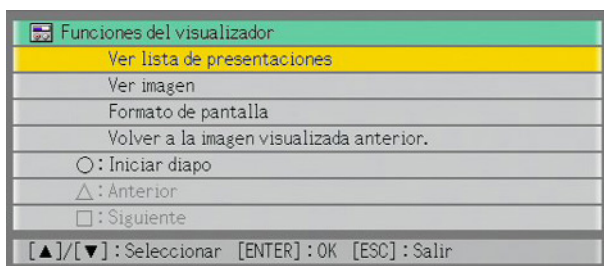 Funciones del visualizador
Ver lista de presentaciones
Ver imagen
Formato de pantalla
Volver a la imagen visualizada anterior.
○：Iniciar diapo
△：Anterior
□：Siguiente
[▲]/[▼]：Seleccionar [ENTER]：OK [ESC]：Salir